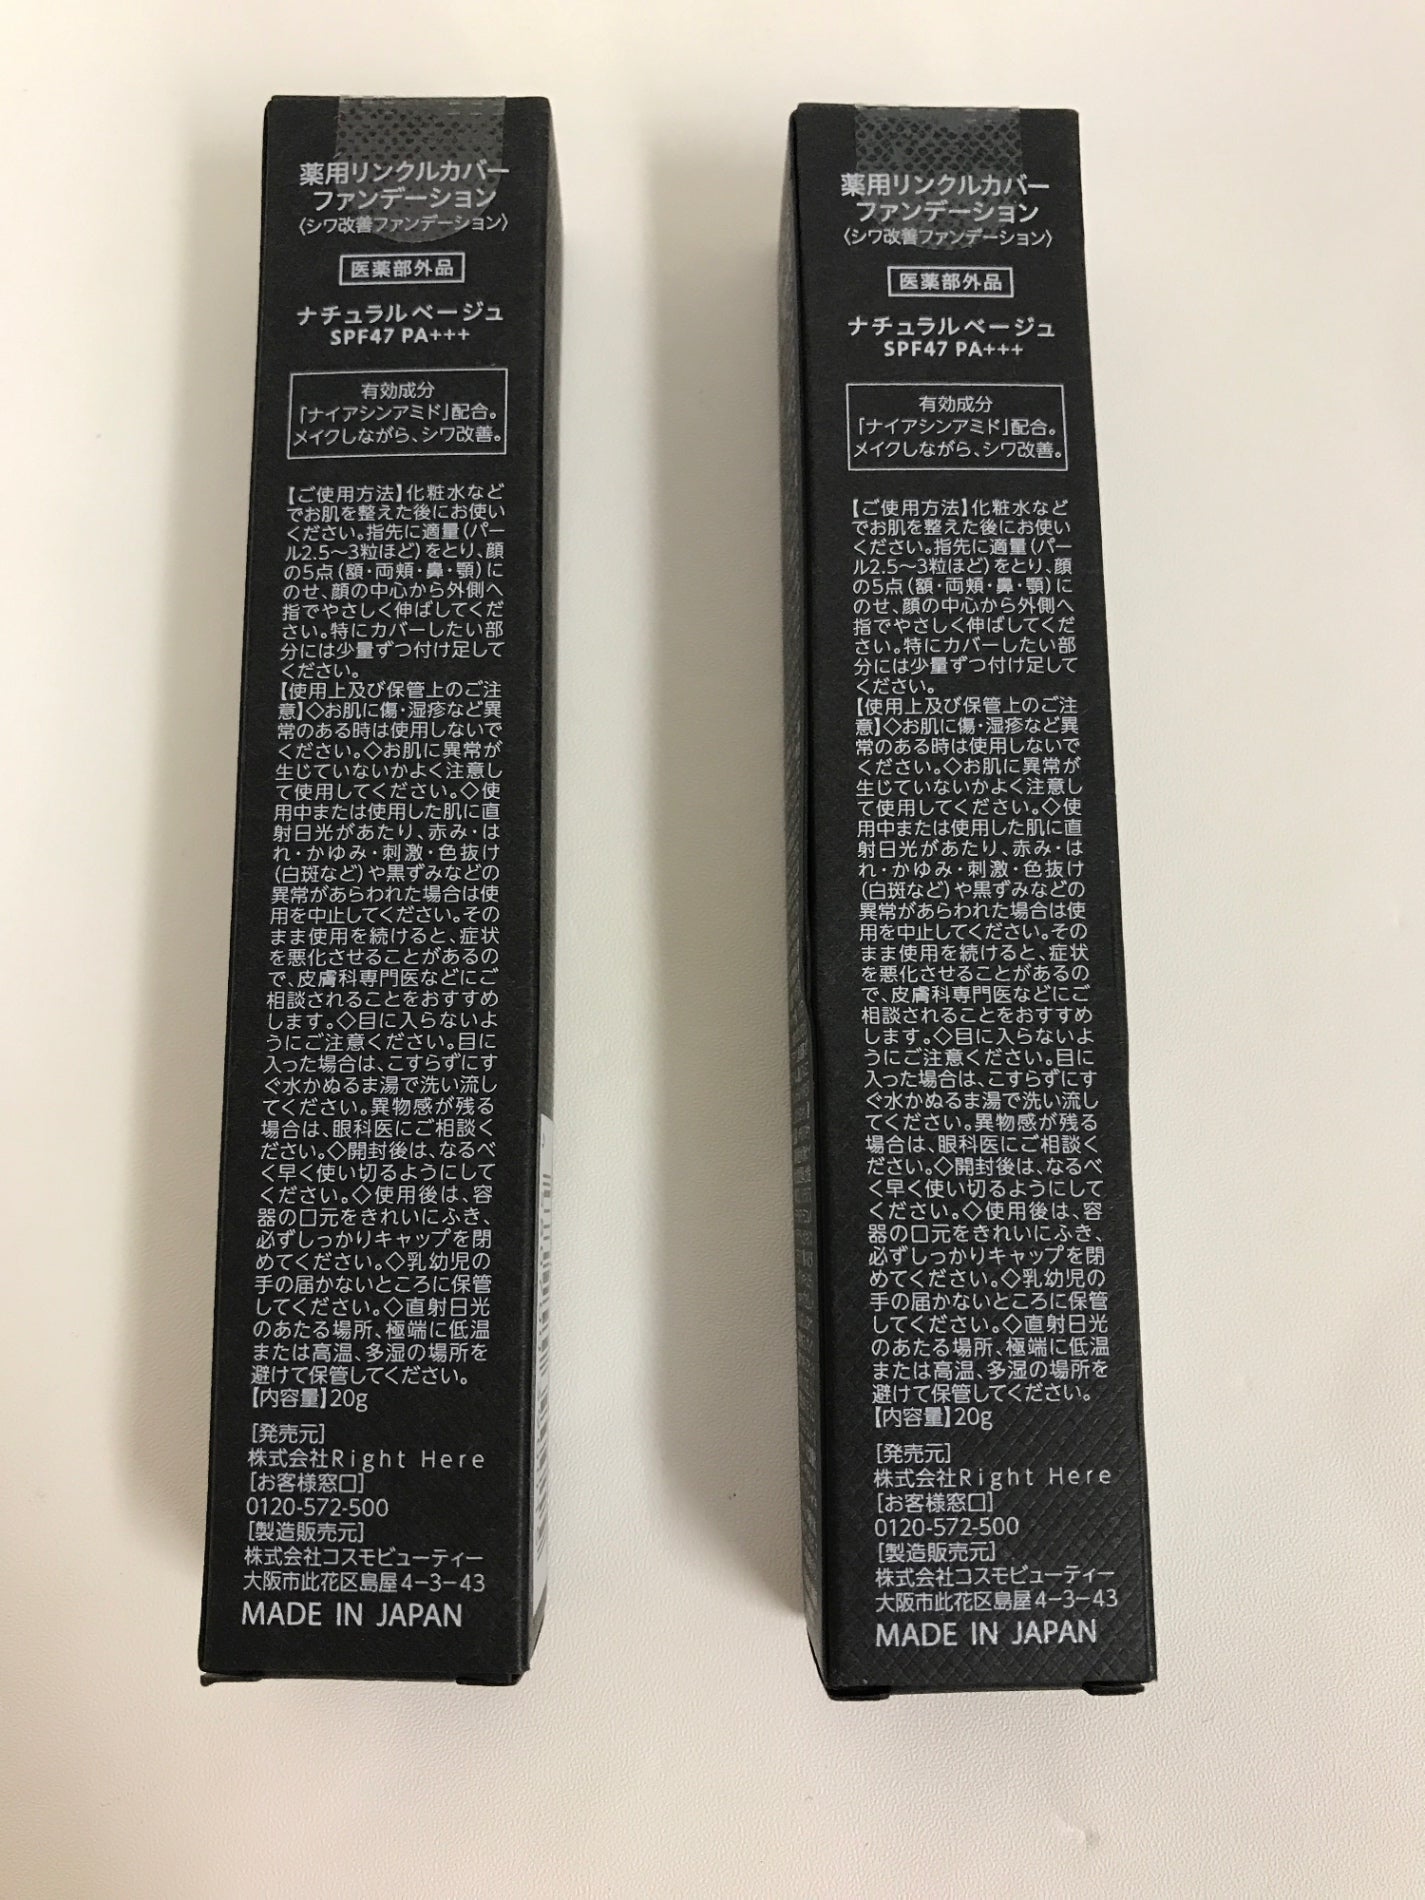 薬用リンクルカバー
ファンデーション
〈シワ改善ファンデーション〉
医薬部外品
ナチュラルベージュ
SPF47 PA+++
有効成分
「ナイアシンアミド」配合。
メイクしながら、シワ改善。
【ご使用方法】化粧水など
でお肌を整えた後にお使い
ください。指先に適量(パー
ル2.5〜3粒ほど)をとり、顔
の5点(額・両頬・鼻・顎)に
のせ、顔の中心から外側へ
指でやさしく伸ばしてくだ
さい。特にカバーしたい部
分には少量ずつ付け足して
ください。
【使用上及び保管上のご注
意】◇お肌に傷・湿疹など異
常のある時は使用しないで
ください。◇お肌に異常が
生じていないかよく注意し
て使用してください。◇使
用中または使用した肌に直
射日光があたり、赤み・は
れ・かゆみ・刺激・色抜け
(白斑など)や黒ずみなどの
異常があらわれた場合は使
用を中止してください。その
まま使用を続けると、症状
を悪化させることがあるの
で、皮膚科専門医などにご
相談されることをおすすめ
します。◇目に入らないよ
うにご注意ください。目に
入った場合は、こすらずにす
ぐ水かぬるま湯で洗い流し
てください。異物感が残る
場合は、眼科医にご相談く
ださい。◇開封後は、なるべ
く早く使い切るようにして
ください。◇使用後は、容
器の口元をきれいにふき、
必ずしっかりキャップを閉
めてください。◇乳幼児の
手の届かないところに保管
してください。◇直射日光
のあたる場所、極端に低温
または高温、多湿の場所を
避けて保管してください。
【内容量】20g
[発売元]
株式会社Right Here
[お客様窓口]
0120-572-500
[製造販売元]
株式会社コスモビューティー
大阪市此花区島屋4-3-43
MADE IN JAPAN
薬用リンクルカバー
ファンデーション
〈シワ改善ファンデーション〉
医薬部外品
ナチュラルベージュ
SPF47 PA+++
有効成分
「ナイアシンアミド」配合。
メイクしながら、シワ改善。
【ご使用方法】化粧水など
でお肌を整えた後にお使い
ください。指先に適量(パー
ル2.5〜3粒ほど)をとり、顔
の5点(額・両頬・鼻・顎)に
のせ、顔の中心から外側へ
指でやさしく伸ばしてくだ
さい。特にカバーしたい部
分には少量ずつ付け足して
ください。
【使用上及び保管上のご注
意】◇お肌に傷・湿疹など異
常のある時は使用しないで
ください。◇お肌に異常が
生じていないかよく注意し
て使用してください。◇使
用中または使用した肌に直
射日光があたり、赤み・は
れ・かゆみ・刺激・色抜け
(白斑など)や黒ずみなどの
異常があらわれた場合は使
用を中止してください。その
まま使用を続けると、症状
を悪化させることがあるの
で、皮膚科専門医などにご
相談されることをおすすめ
します。◇目に入らないよ
うにご注意ください。目に
入った場合は、こすらずにす
ぐ水かぬるま湯で洗い流し
てください。異物感が残る
場合は、眼科医にご相談く
ださい。◇開封後は、なるべ
く早く使い切るようにして
ください。◇使用後は、容
器の口元をきれいにふき、
必ずしっかりキャップを閉
めてください。◇乳幼児の
手の届かないところに保管
してください。◇直射日光
のあたる場所、極端に低温
または高温、多湿の場所を
避けて保管してください。
【内容量】20g
[発売元]
株式会社Right Here
[お客様窓口]
0120-572-500
[製造販売元]
株式会社コスモビューティー
大阪市此花区島屋4-3-43
MADE IN JAPAN